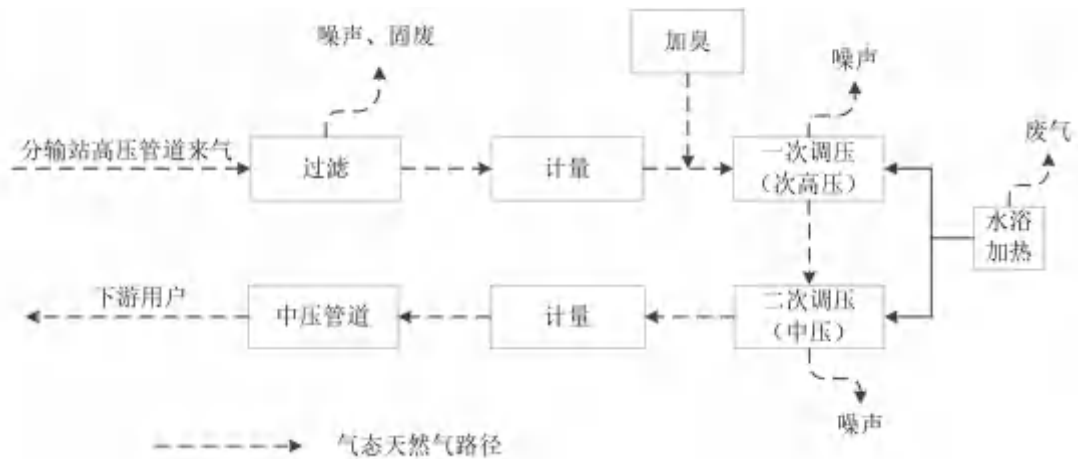 噪声、固废
加臭
噪声
废气
分输站高压管道来气
过滤
计量
一次调压
（次高压）
水浴
加热
下游用户
中压管道
计量
二次调压
（中压）
噪声
气态天然气路径